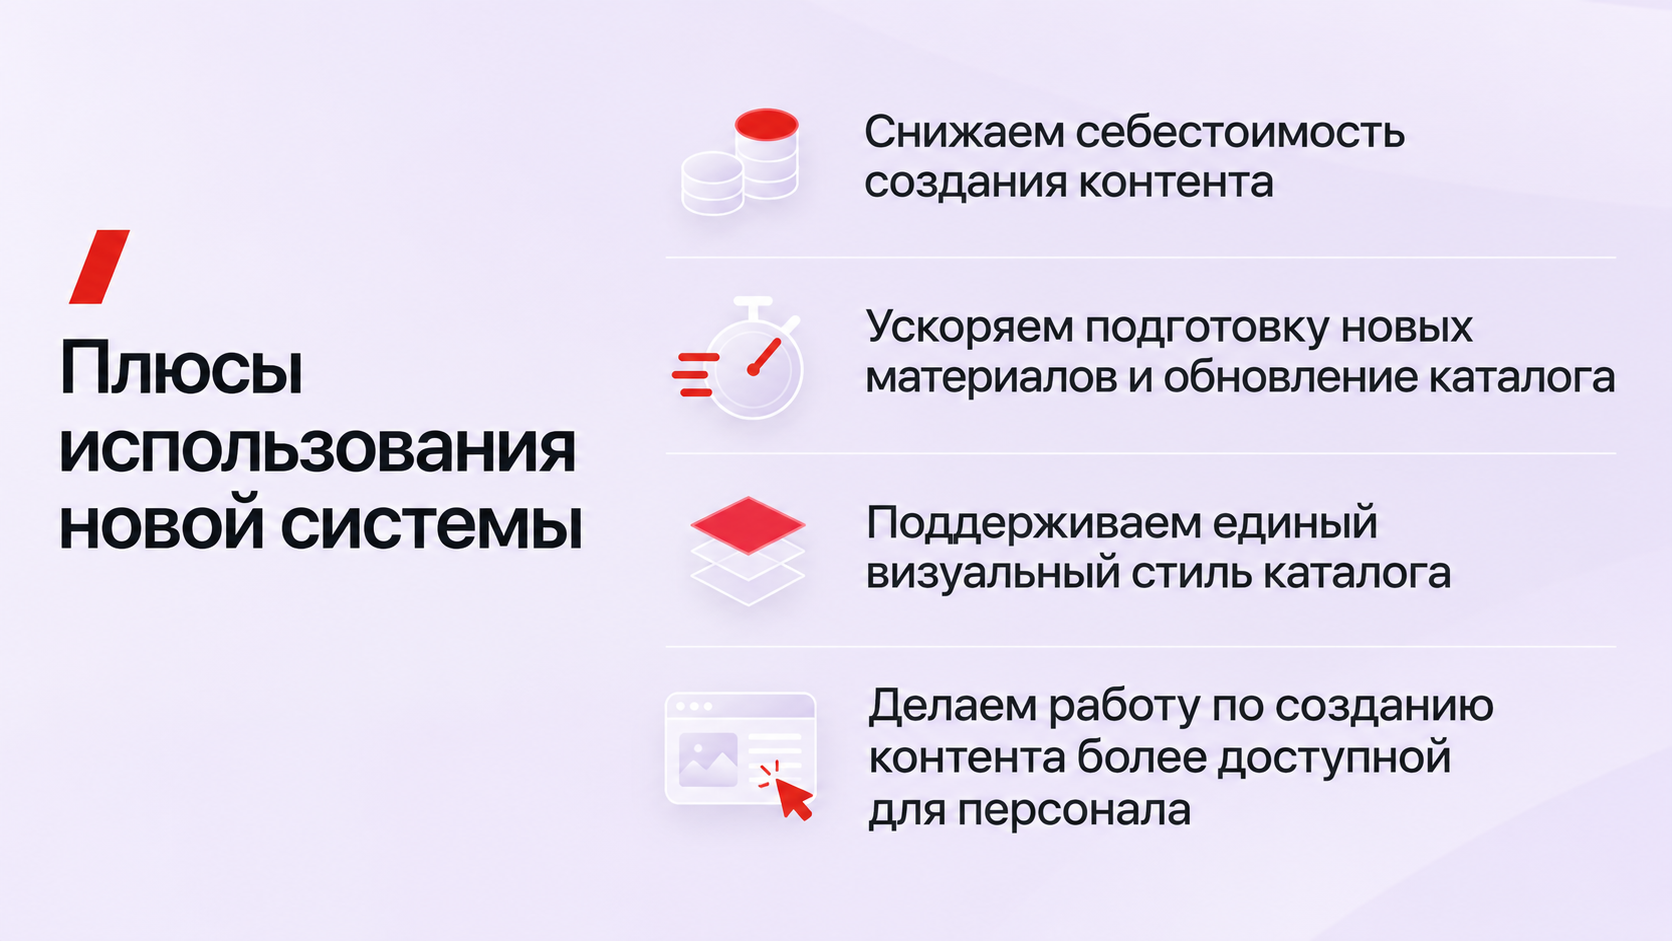 Плюсы
использования
новой системы
Снижаем себестоимость
создания контента
Ускоряем подготовку новых
материалов и обновление каталога
Поддерживаем единый
визуальный стиль каталога
Делаем работу по созданию
контента более доступной
для персонала